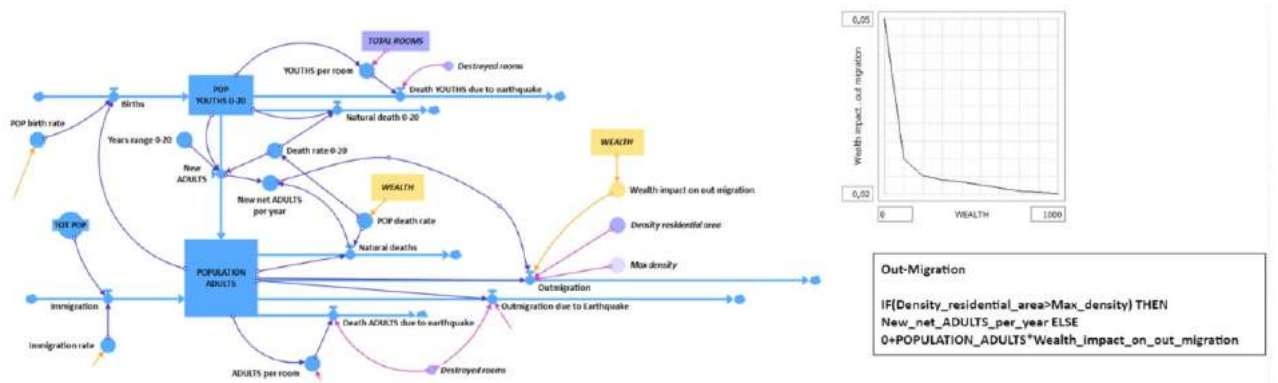 TOTAL ROOMS
YOUTHS per room
Destroyed rooms
POP
YOUTHS 0-20
Births
Death YOUTHS due to earthquake
Natural death 0-20
POP birth rate
Years range 0-20
Death rate 0-20
New
ADULTS
New net ADULTS
per year
WEALTH
WEALTH
Wealth impact on out migration
POP death rate
Density residential area
TOT POP
Natural deaths
Max density
POPULATION
ADULTS
Outmigration
Immigration
Outmigration due to Earthquake
Death ADULTS due to earthquake
Immigration rate
ADULTS per room
Destroyed rooms
0,05
Wealth impact..out migration
0,02
0
WEALTH
1000
Out-Migration
IF(Density_residential_area>Max_density) THEN
New_net_ADULTS_per_year ELSE
0+POPULATION_ADULTS*Wealth_impact_on_out_migration